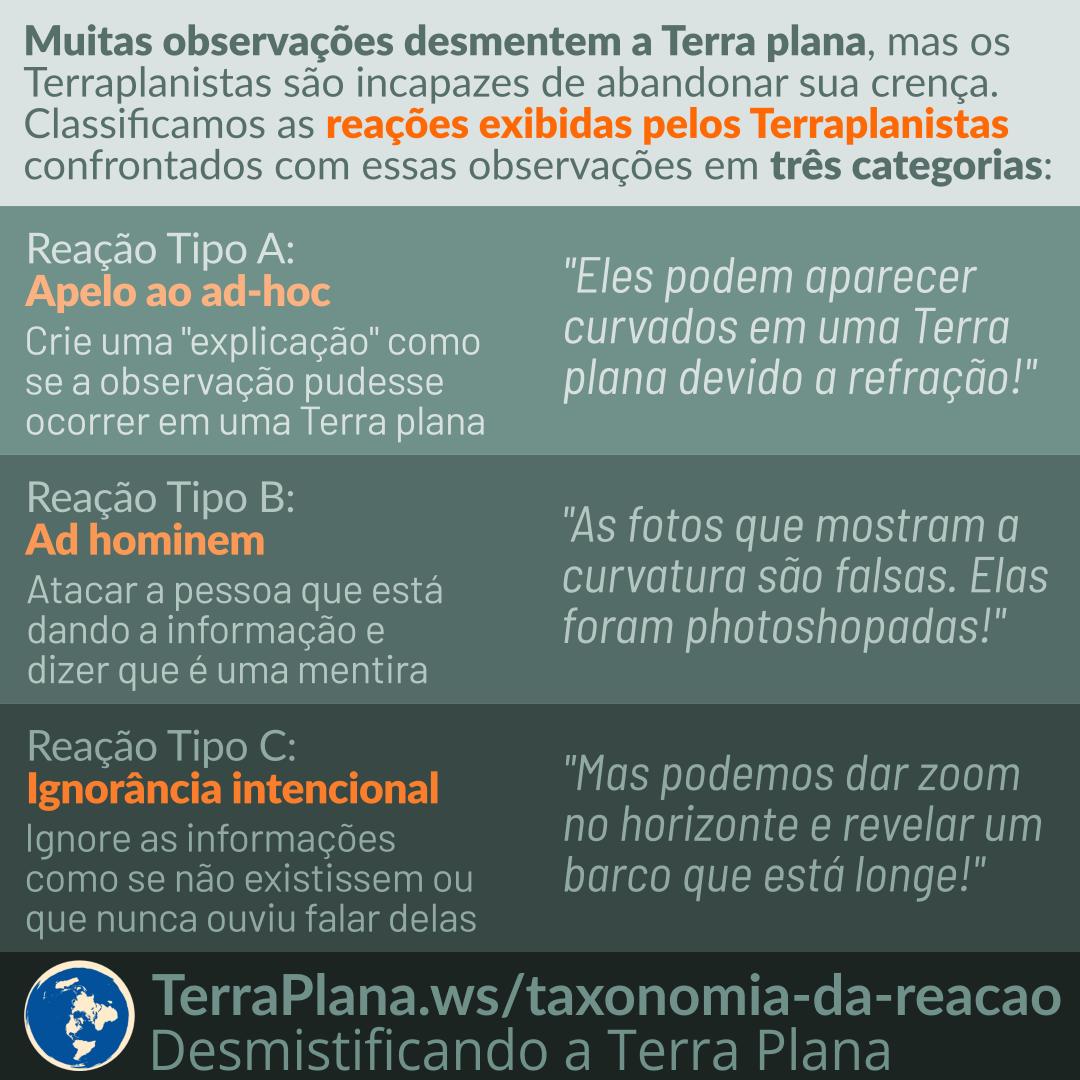 Muitas observações desmentem a Terra plana, mas os
Terraplanistas são incapazes de abandonar sua crença.
Classificamos as reações exibidas pelos Terraplanistas
confrontados com essas observações em três categorias:
Reação Tipo A:
Apelo ao ad-hoc
Crie uma "explicação" como
se a observação pudesse
ocorrer em uma Terra plana
"Eles podem aparecer
curvados em uma Terra
plana devido a refração!"
Reação Tipo B:
Ad hominem
Atacar a pessoa que está
dando a informação e
dizer que é uma mentira
"As fotos que mostram a
curvatura são falsas. Elas
foram photoshopadas!"
Reação Tipo C:
Ignorância intencional
Ignore as informações
como se não existissem ou
que nunca ouviu falar delas
"Mas podemos dar zoom
no horizonte e revelar um
barco que está longe!"
TerraPlana.ws/taxonomia-da-reacao
Desmistificando a Terra Plana